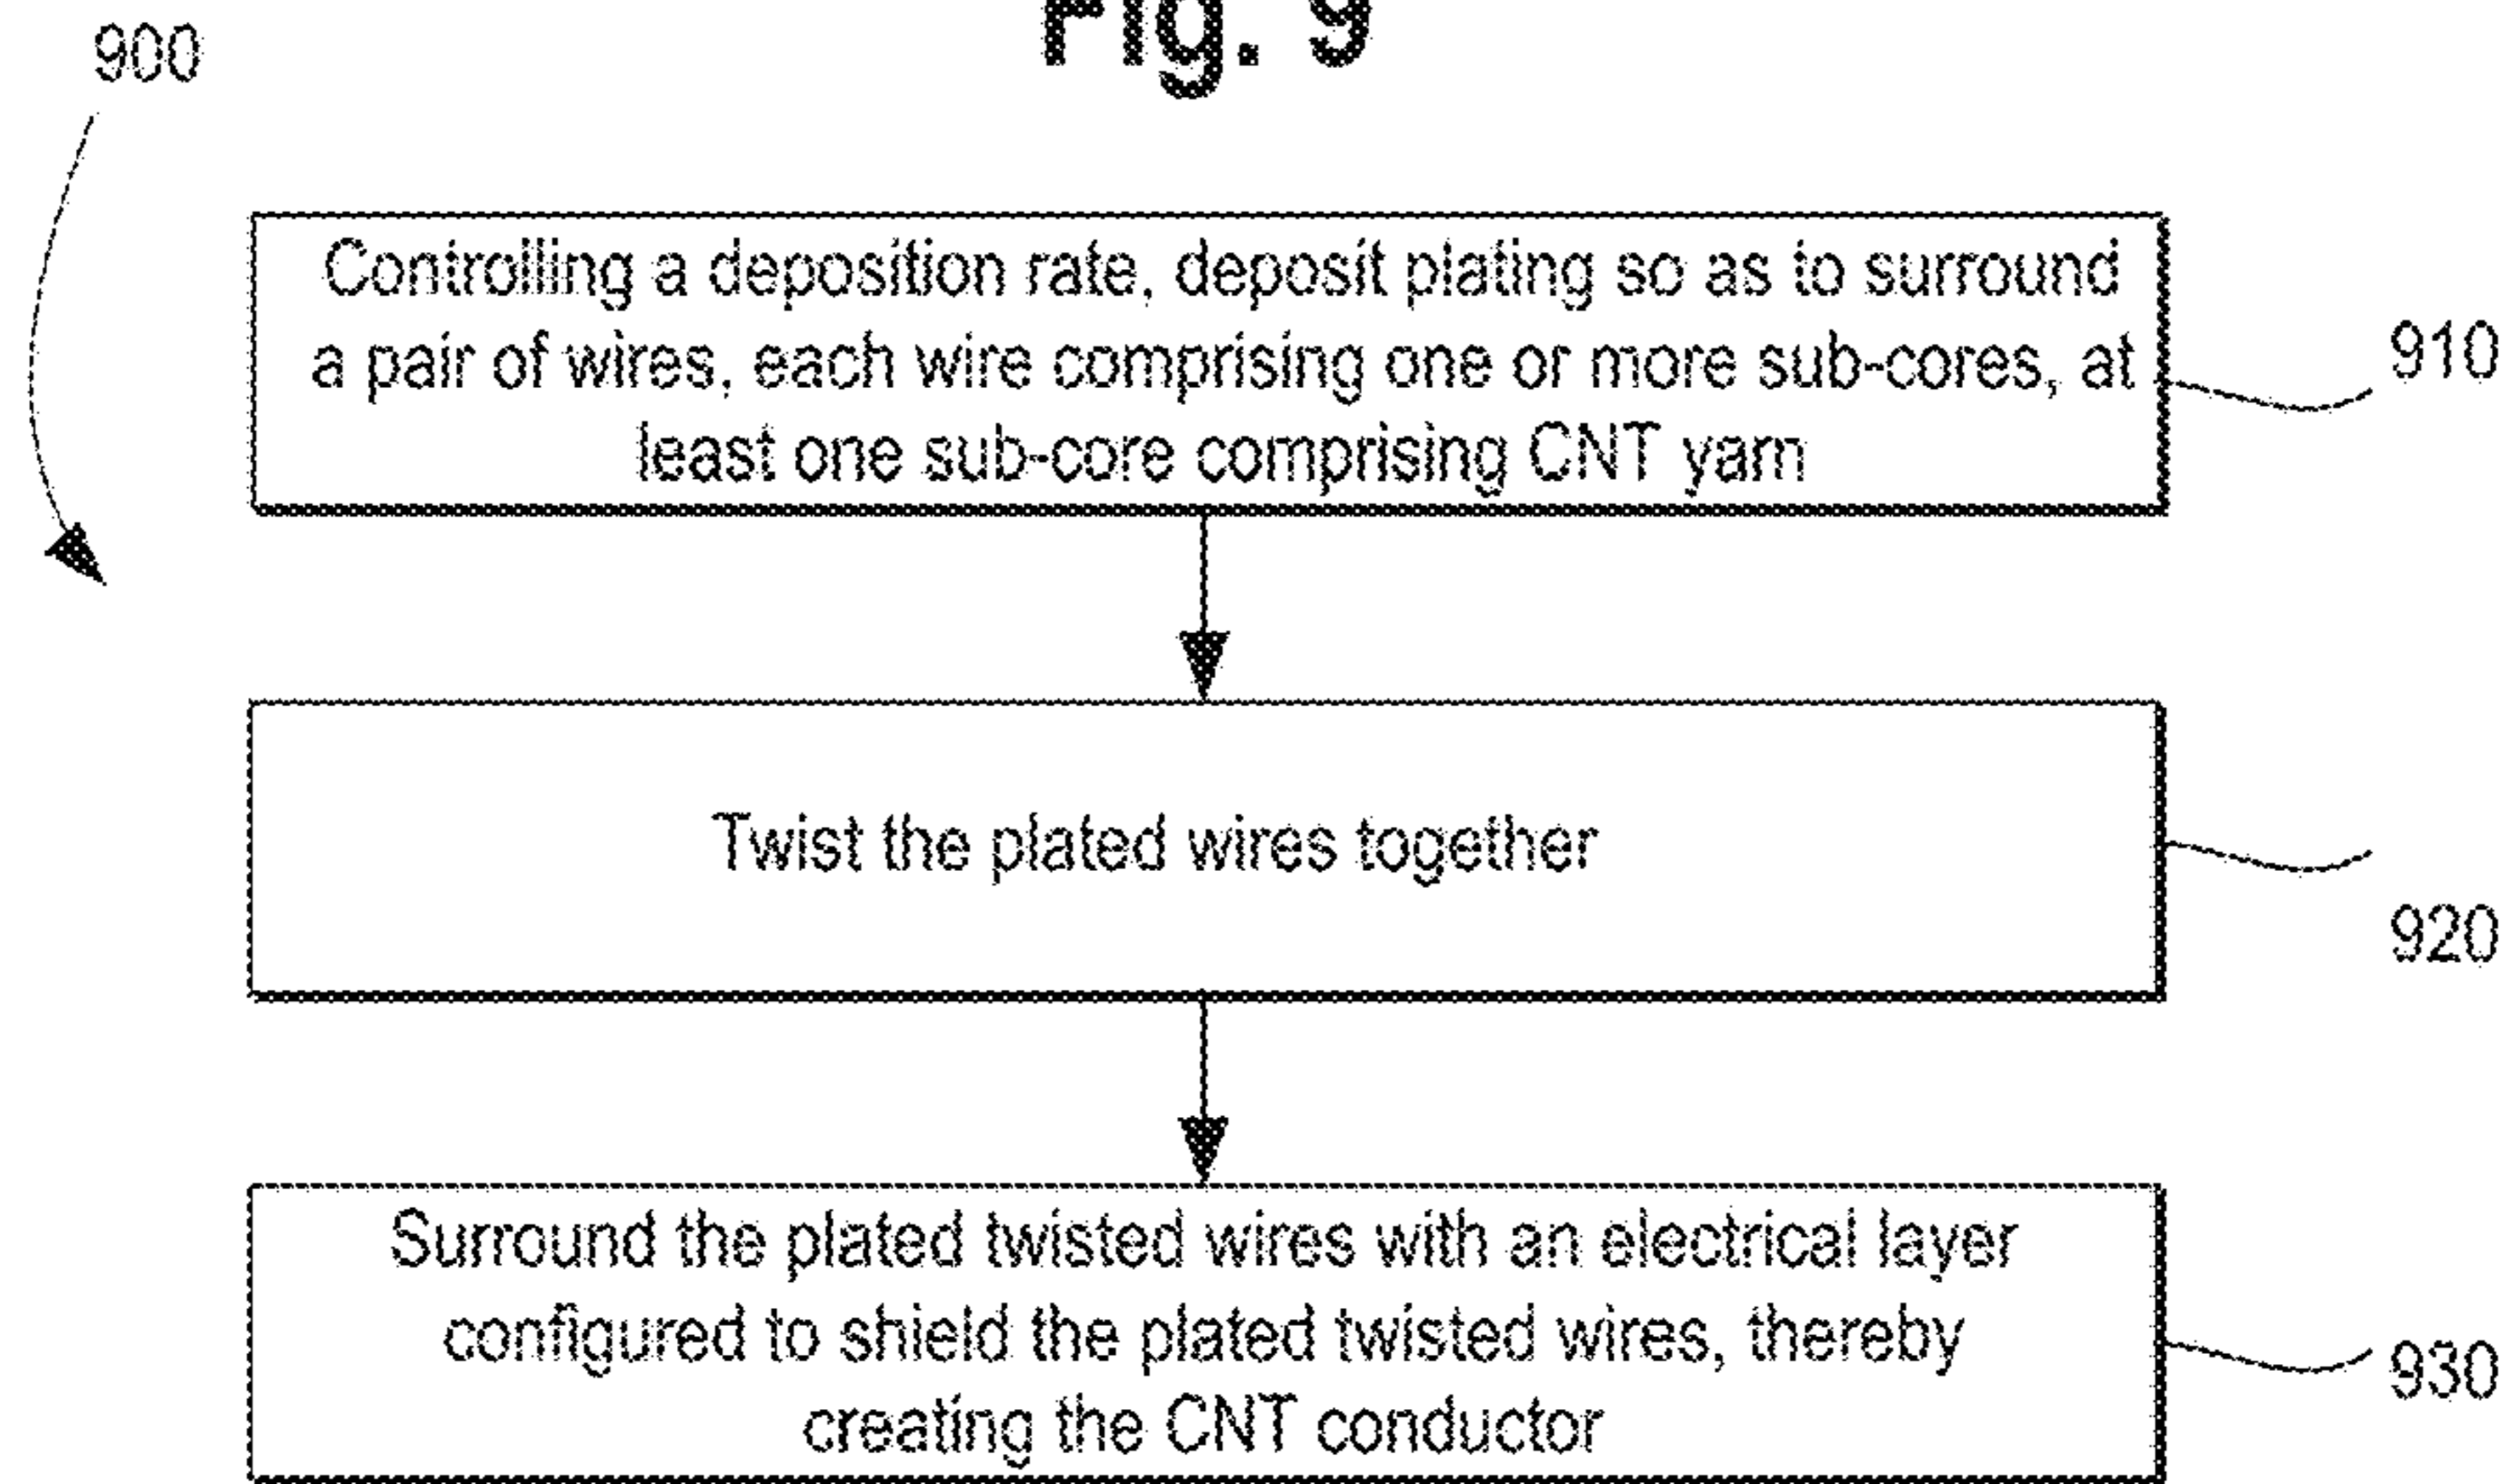 Fig. 9
900
Controlling a deposition rate, deposit plating so as to surround
a pair of wires, each wire comprising one or more sub-cores, at
least one sub-core comprising CNT yarn
910
Twist the plated wires together
920
Surround the plated twisted wires with an electrical layer
configured to shield the plated twisted wires, thereby
creating the CNT conductor
930